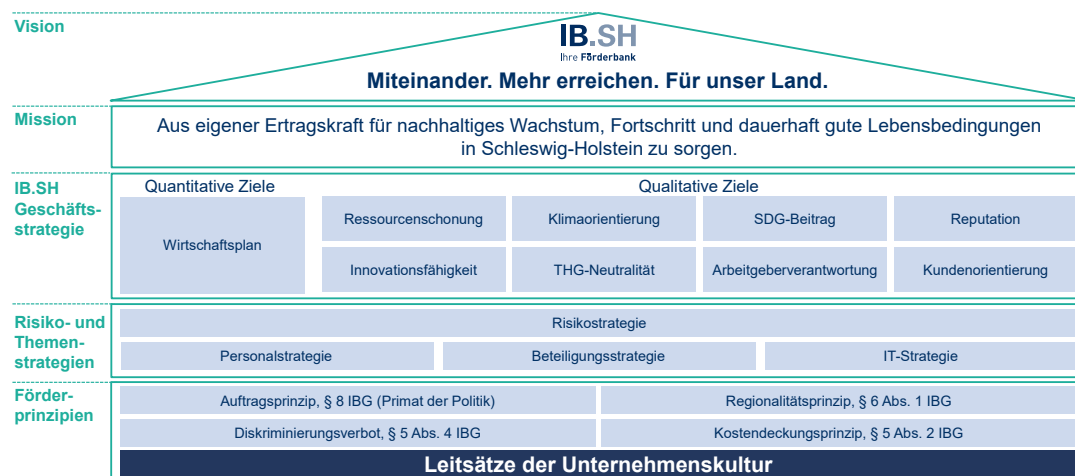 Vision
IB.SH
Ihre Förderbank
Miteinander. Mehr erreichen. Für unser Land.
Mission
Aus eigener Ertragskraft für nachhaltiges Wachstum, Fortschritt und dauerhaft gute Lebensbedingungen
in Schleswig-Holstein zu sorgen.
IB.SH
Geschäfts-
strategie
Quantitative Ziele
Qualitative Ziele
Wirtschaftsplan
Ressourcenschonung
Klimaorientierung
SDG-Beitrag
Reputation
Innovationsfähigkeit
THG-Neutralität
Arbeitgeberverantwortung
Kundenorientierung
Risiko- und
Themen-
strategien
Risikostrategie
Personalstrategie
Beteiligungsstrategie
IT-Strategie
Förder-
prinzipien
Auftragsprinzip, § 8 IBG (Primat der Politik)
Regionalitätsprinzip, § 6 Abs. 1 IBG
Diskriminierungsverbot, § 5 Abs. 4 IBG
Kostendeckungsprinzip, § 5 Abs. 2 IBG
Leitsätze der Unternehmenskultur